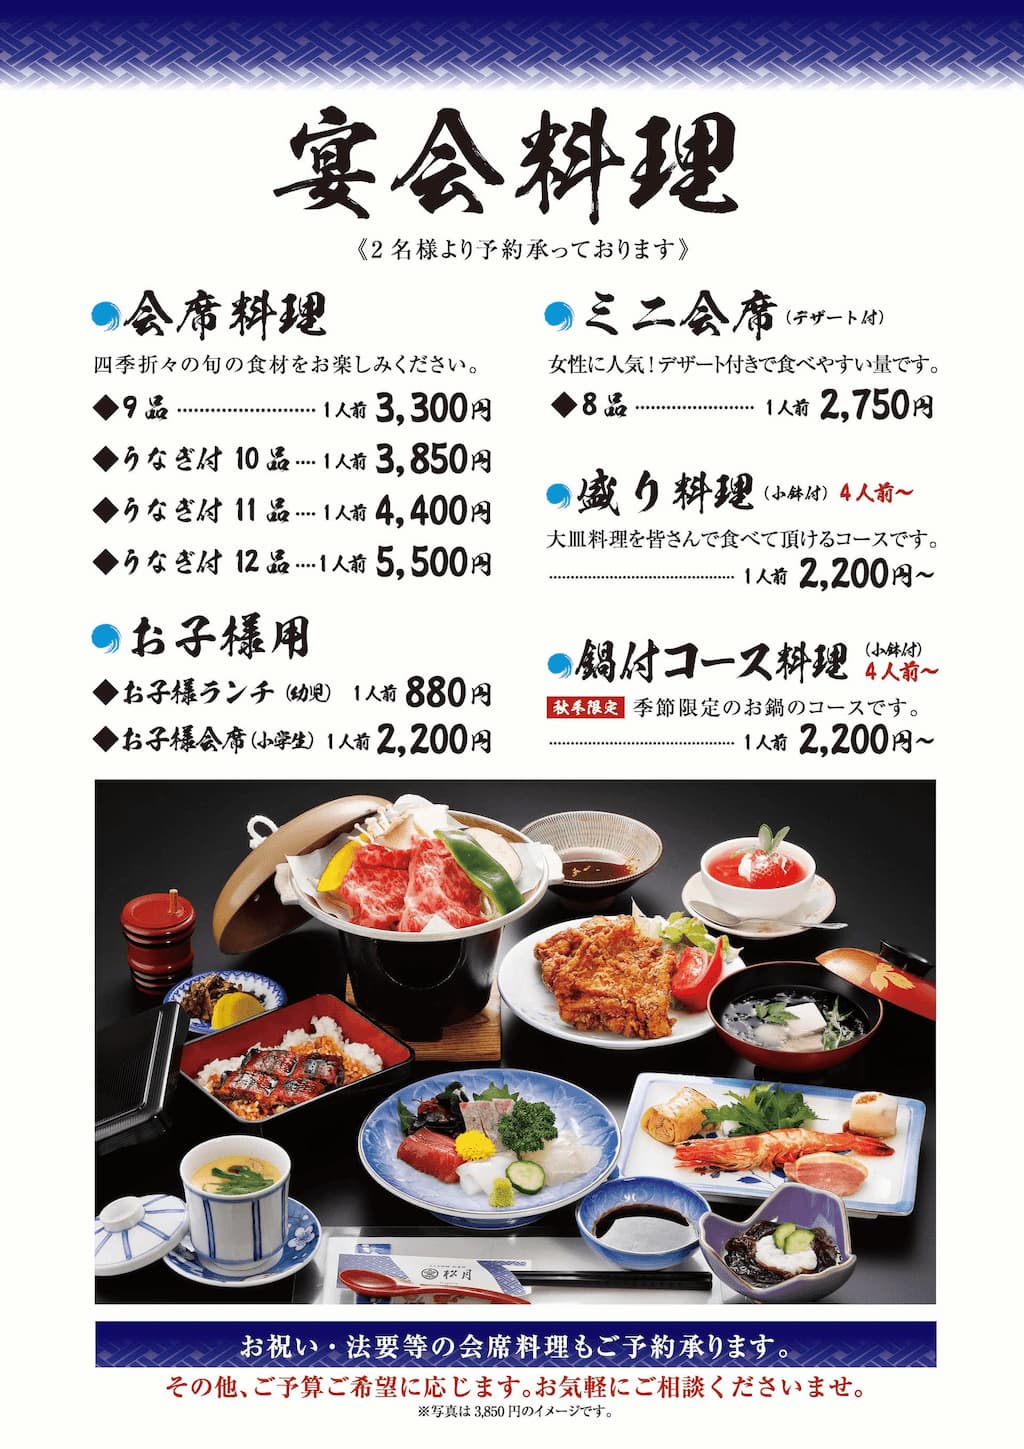 宴会料理
《2名様より予約承っております》
会席料理
四季折々の旬の食材をお楽しみください。
◆9品 …………………… 1人前 3,300円
◆うなぎ付 10品 …. 1人前 3,850円
◆うなぎ付 11品 …. 1人前 4,400円
◆うなぎ付 12品 …. 1人前 5,500円
お子様用
◆お子様ランチ(幼児) 1人前 880円
◆お子様会席(小学生) 1人前 2,200円
ミニ会席(デザート付)
女性に人気!デザート付きで食べやすい量です。
◆8品 …………………… 1人前 2,750円
盛り料理(小鉢付) 4人前~
大皿料理を皆さんで食べて頂けるコースです。
…………………… 1人前 2,200円~
鍋付コース料理 (小鉢付) 4人前~
秋冬限定 季節限定のお鍋のコースです。
…………………… 1人前 2,200円~
松月
お祝い・法要等の会席料理もご予約承ります。
その他、ご予算ご希望に応じます。お気軽にご相談くださいませ。
※写真は3,850円のイメージです。